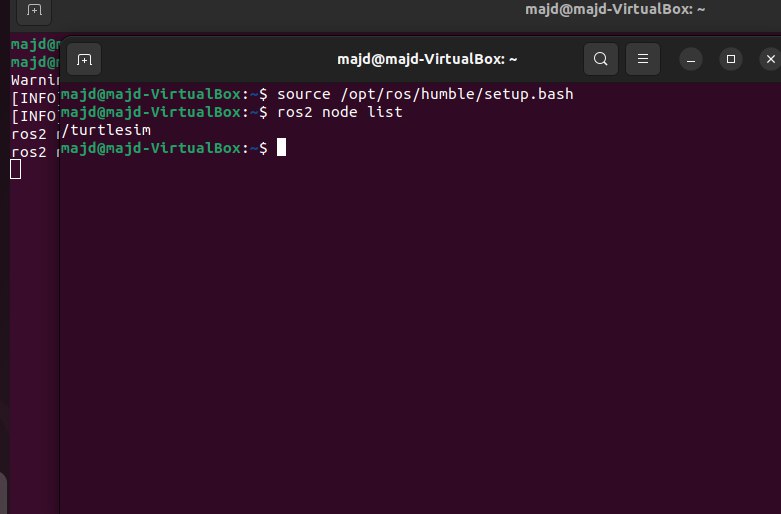 majd@majd-VirtualBox: ~
majd@majd-VirtualBox: ~
majd@
majd@
Warnin
[INFO
[INFO
ros2
ros2
majd@majd-VirtualBox:~$ source /opt/ros/humble/setup.bash
majd@majd-VirtualBox:~$ ros2 node list
/turtlesim
majd@majd-VirtualBox:~$